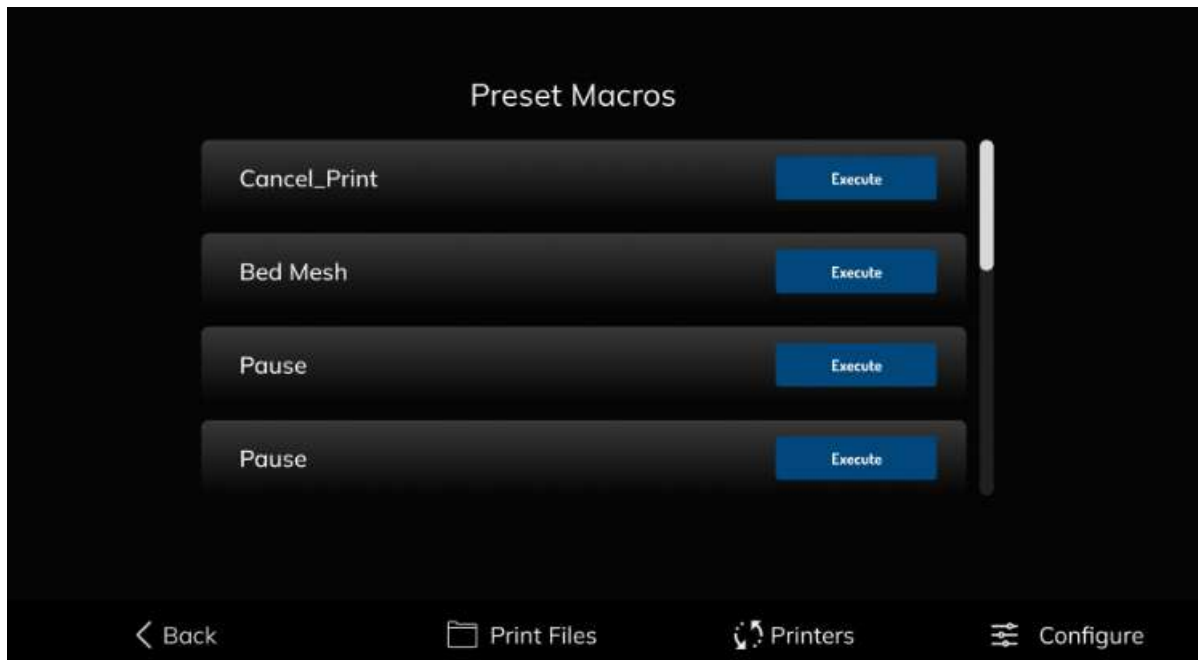 Preset Macros
Cancel_Print Execute
Bed Mesh Execute
Pause Execute
Pause Execute
Back Print Files Printers Configure